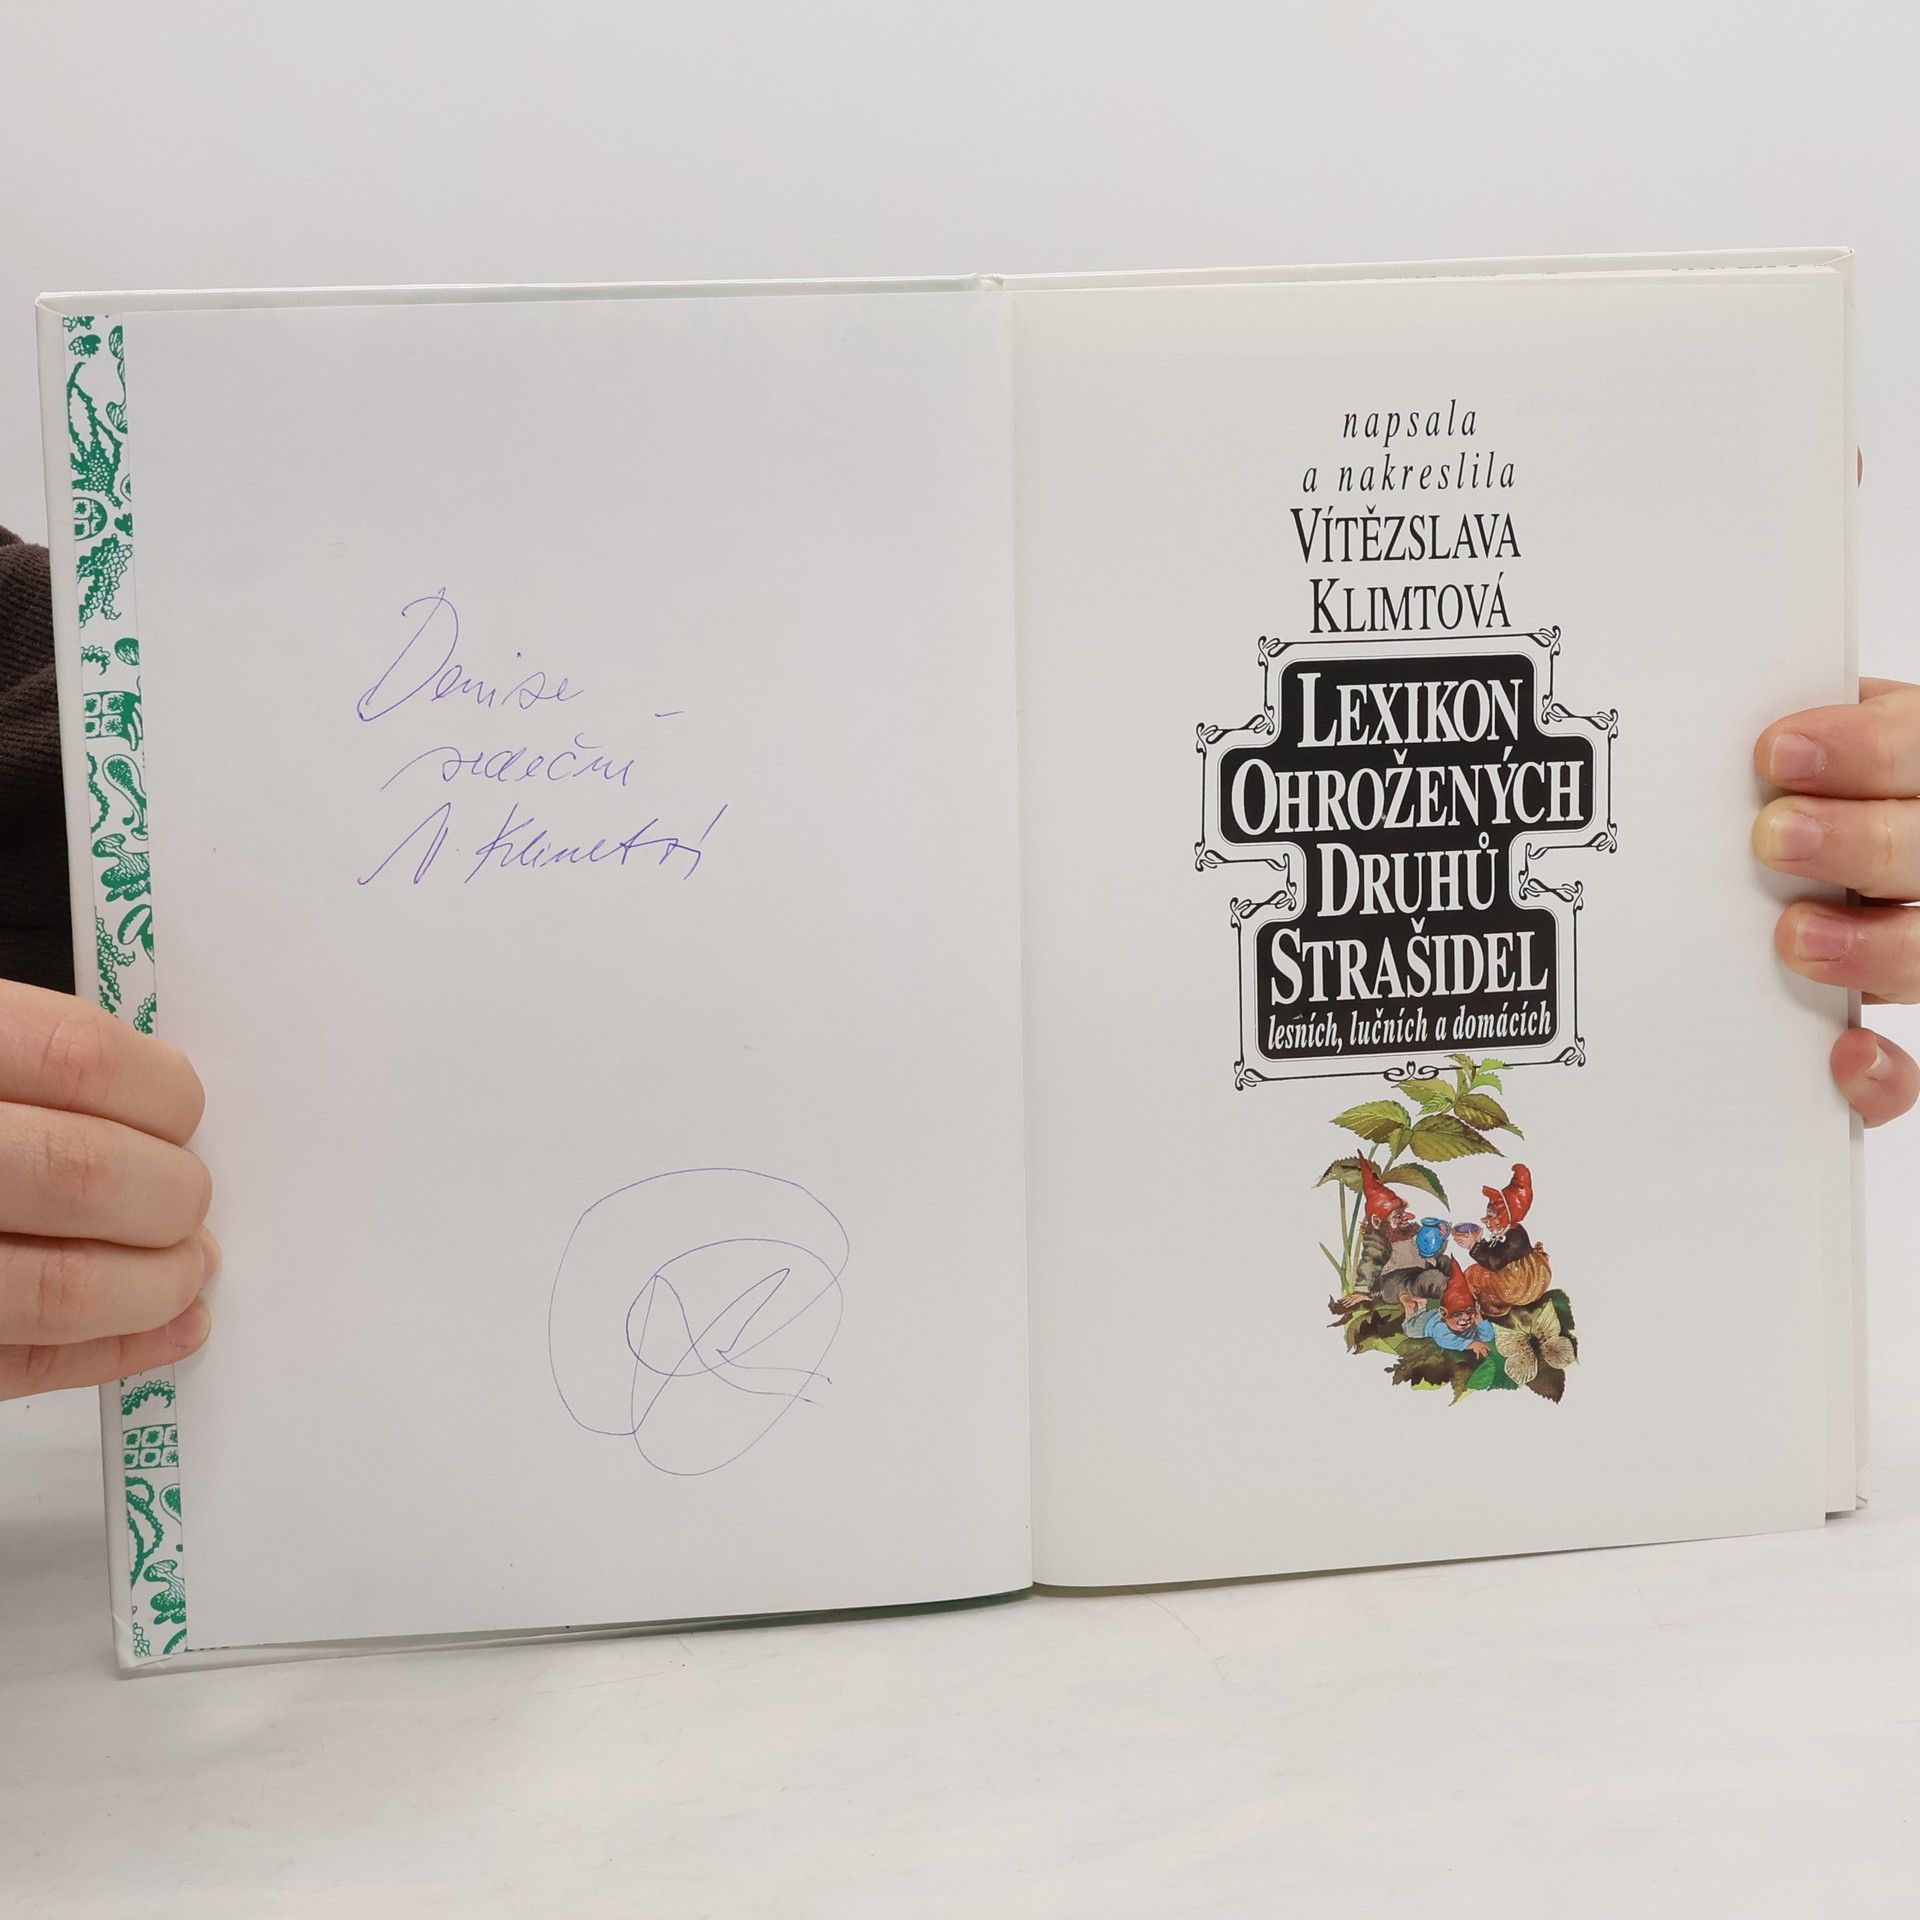 Denise -
srdečně
V. Klimtová
napsala
a nakreslila
VÍTĚZSLAVA
KLIMTOVÁ
LEXIKON
OHROŽENÝCH
DRUHŮ
STRAŠIDEL
lesních, lučních a domácích